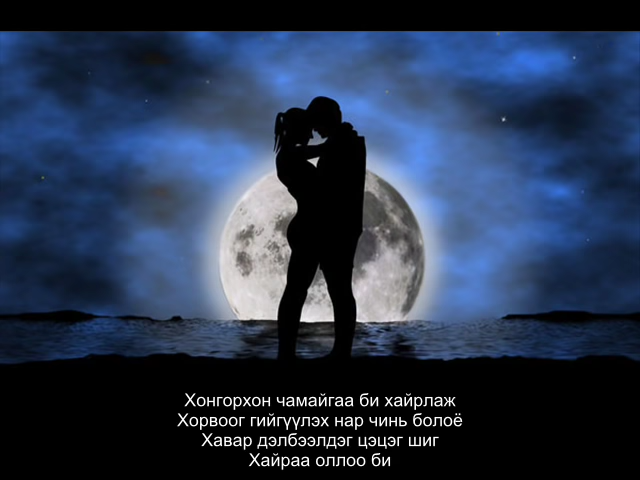 Хонгорхон чамайгаа би хайрлаж
Хорвоог гийгүүлэх нар чинь болоё
Хавар дэлбээлдэг цэцэг шиг
Хайраа оллоо би